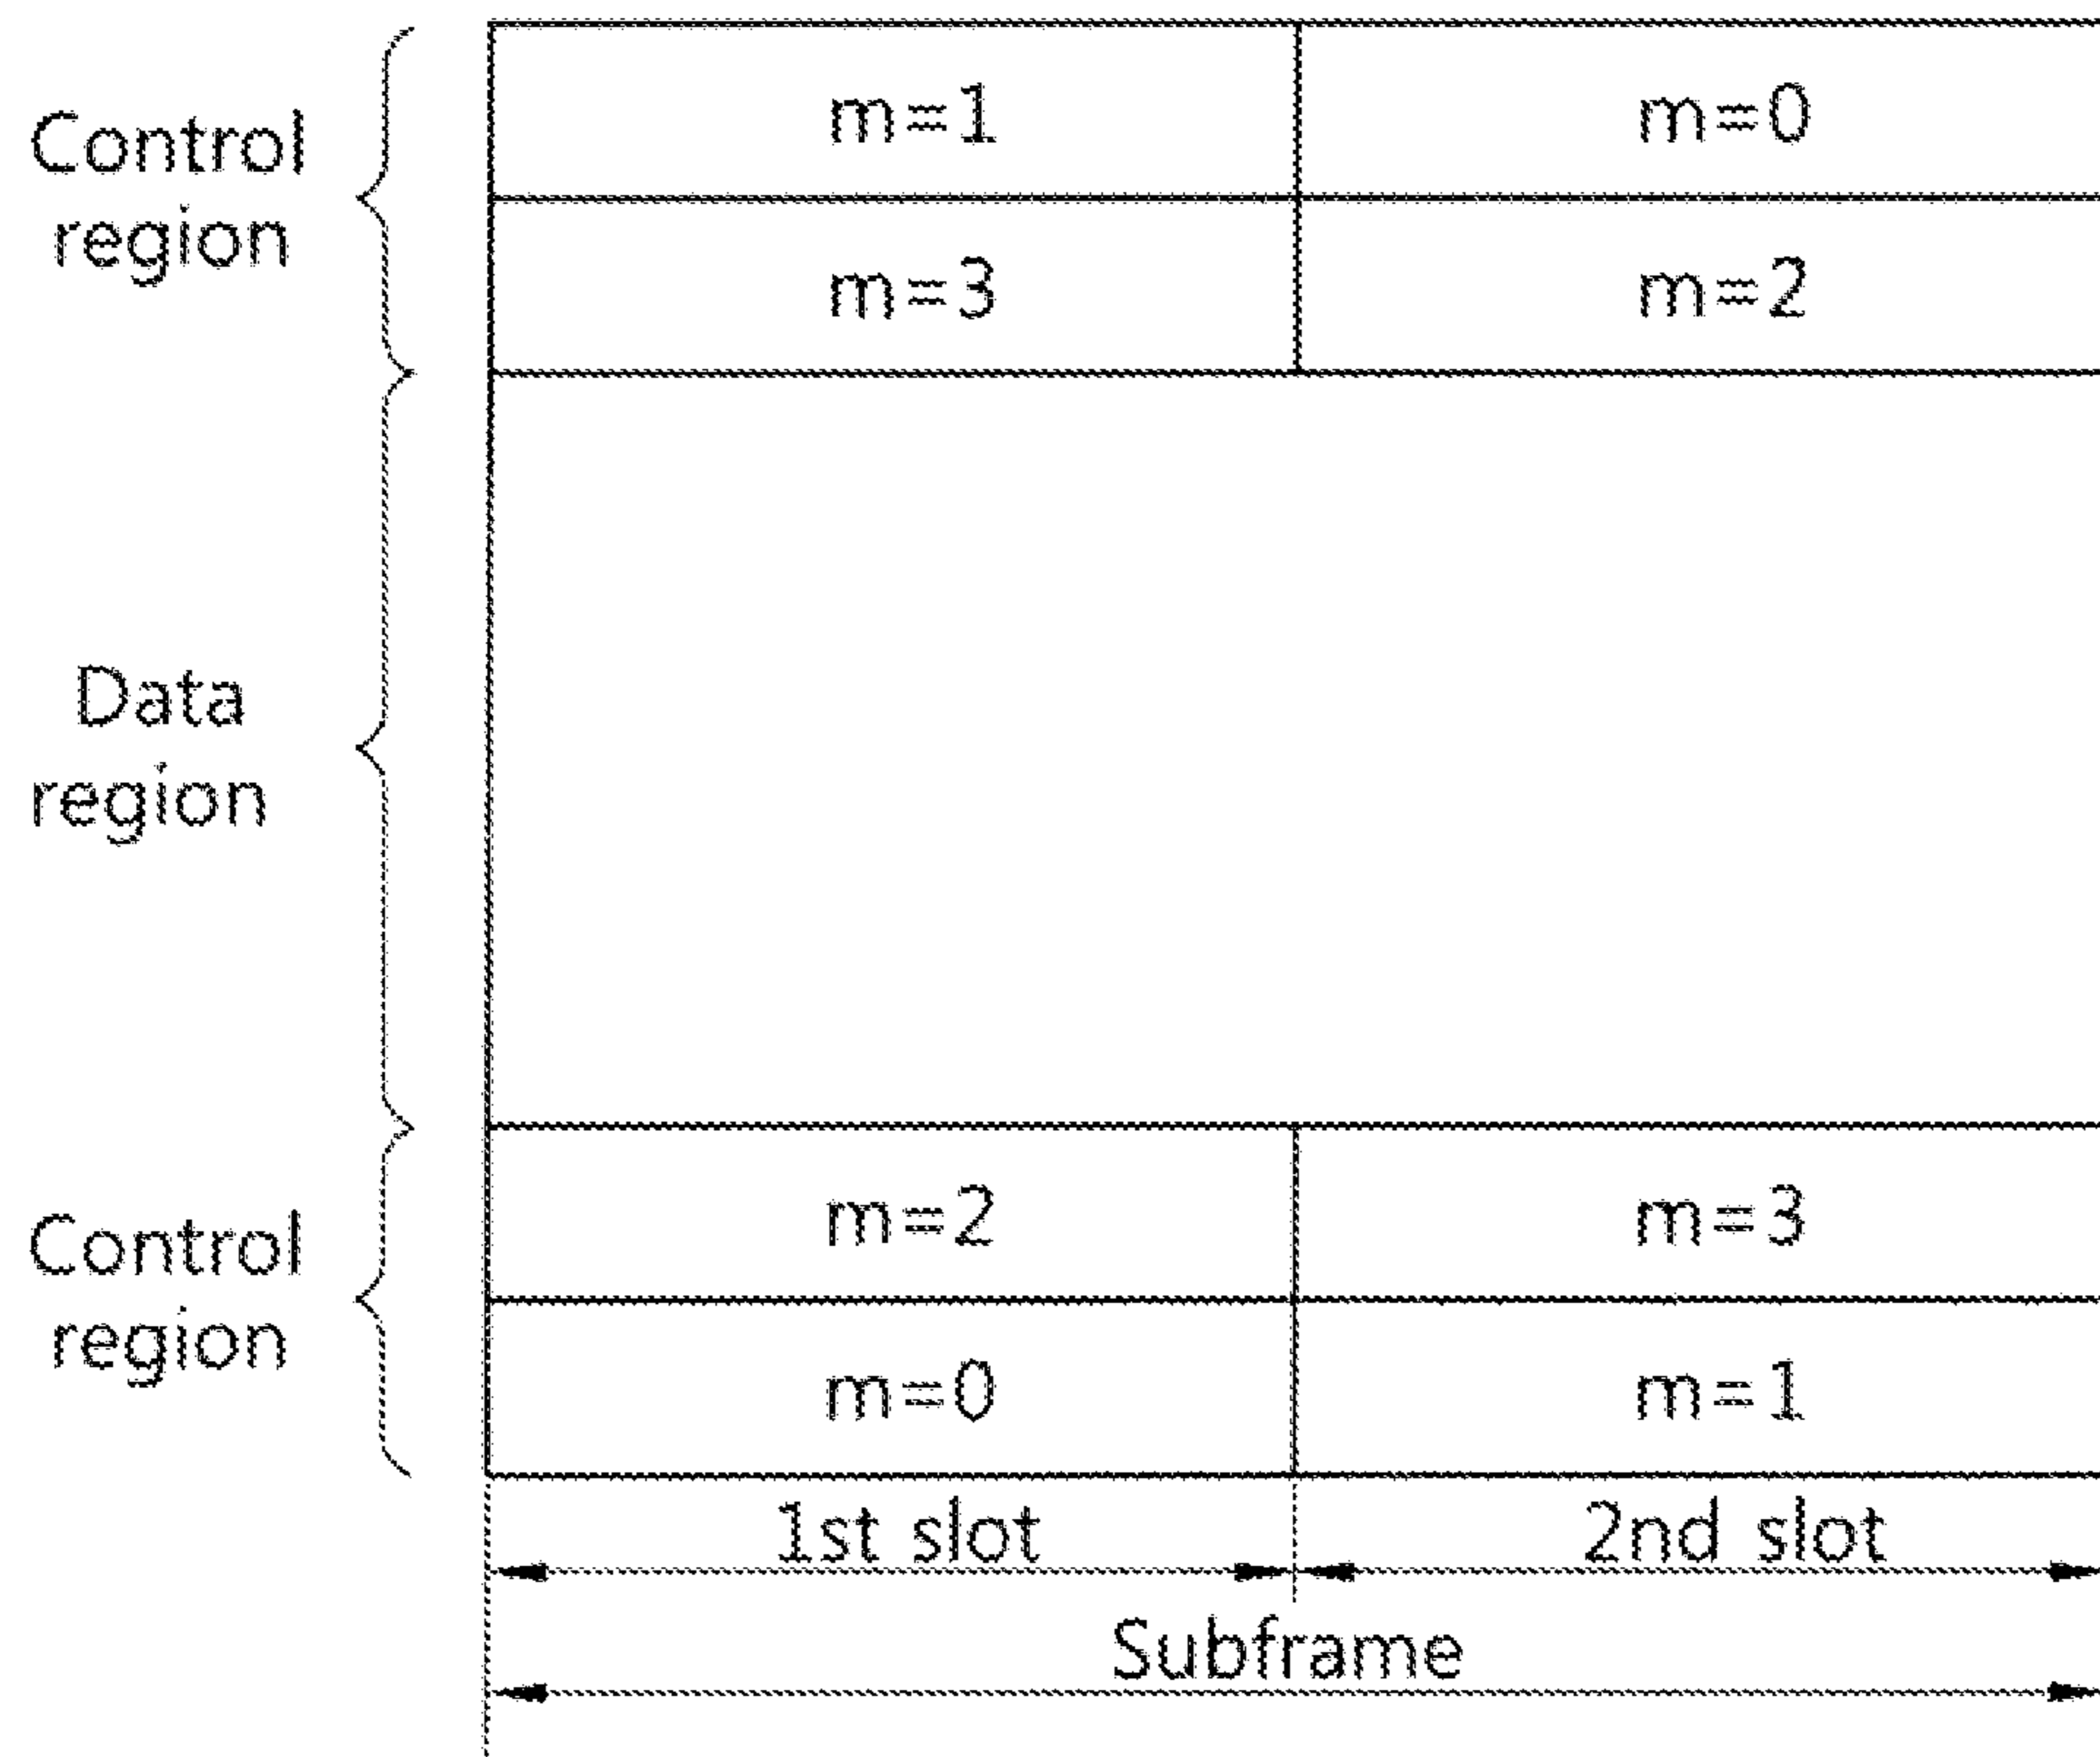 Control
region
m=1
m=0
m=3
m=2
Data
region
Control
region
m=2
m=3
m=0
m=1
1st slot
2nd slot
Subframe